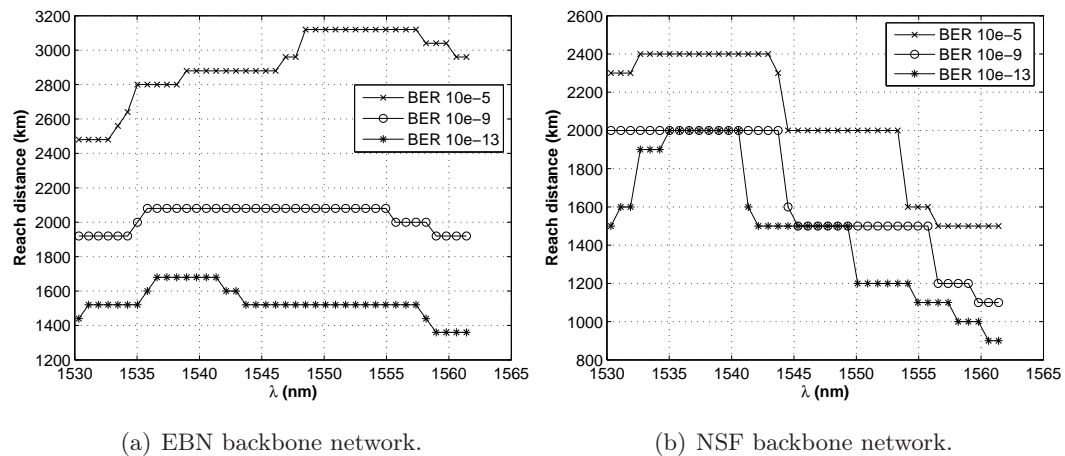 3200
3000
2800
2600
2400
2200
2000
1800
1600
1400
1200
1530 1535 1540 1545 1550 1555 1560 1565
Reach distance (km)
λ (nm)
BER 10e−5
BER 10e−9
BER 10e−13
(a) EBN backbone network.
2600
2400
2200
2000
1800
1600
1400
1200
1000
800
1530 1535 1540 1545 1550 1555 1560 1565
Reach distance (km)
λ (nm)
BER 10e−5
BER 10e−9
BER 10e−13
(b) NSF backbone network.